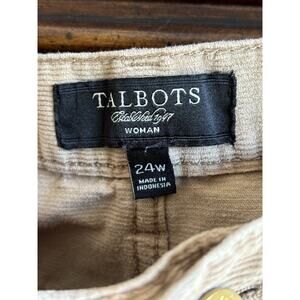 TALBOTS
Established 1947
WOMAN
24W
MADE IN
INDONESIA